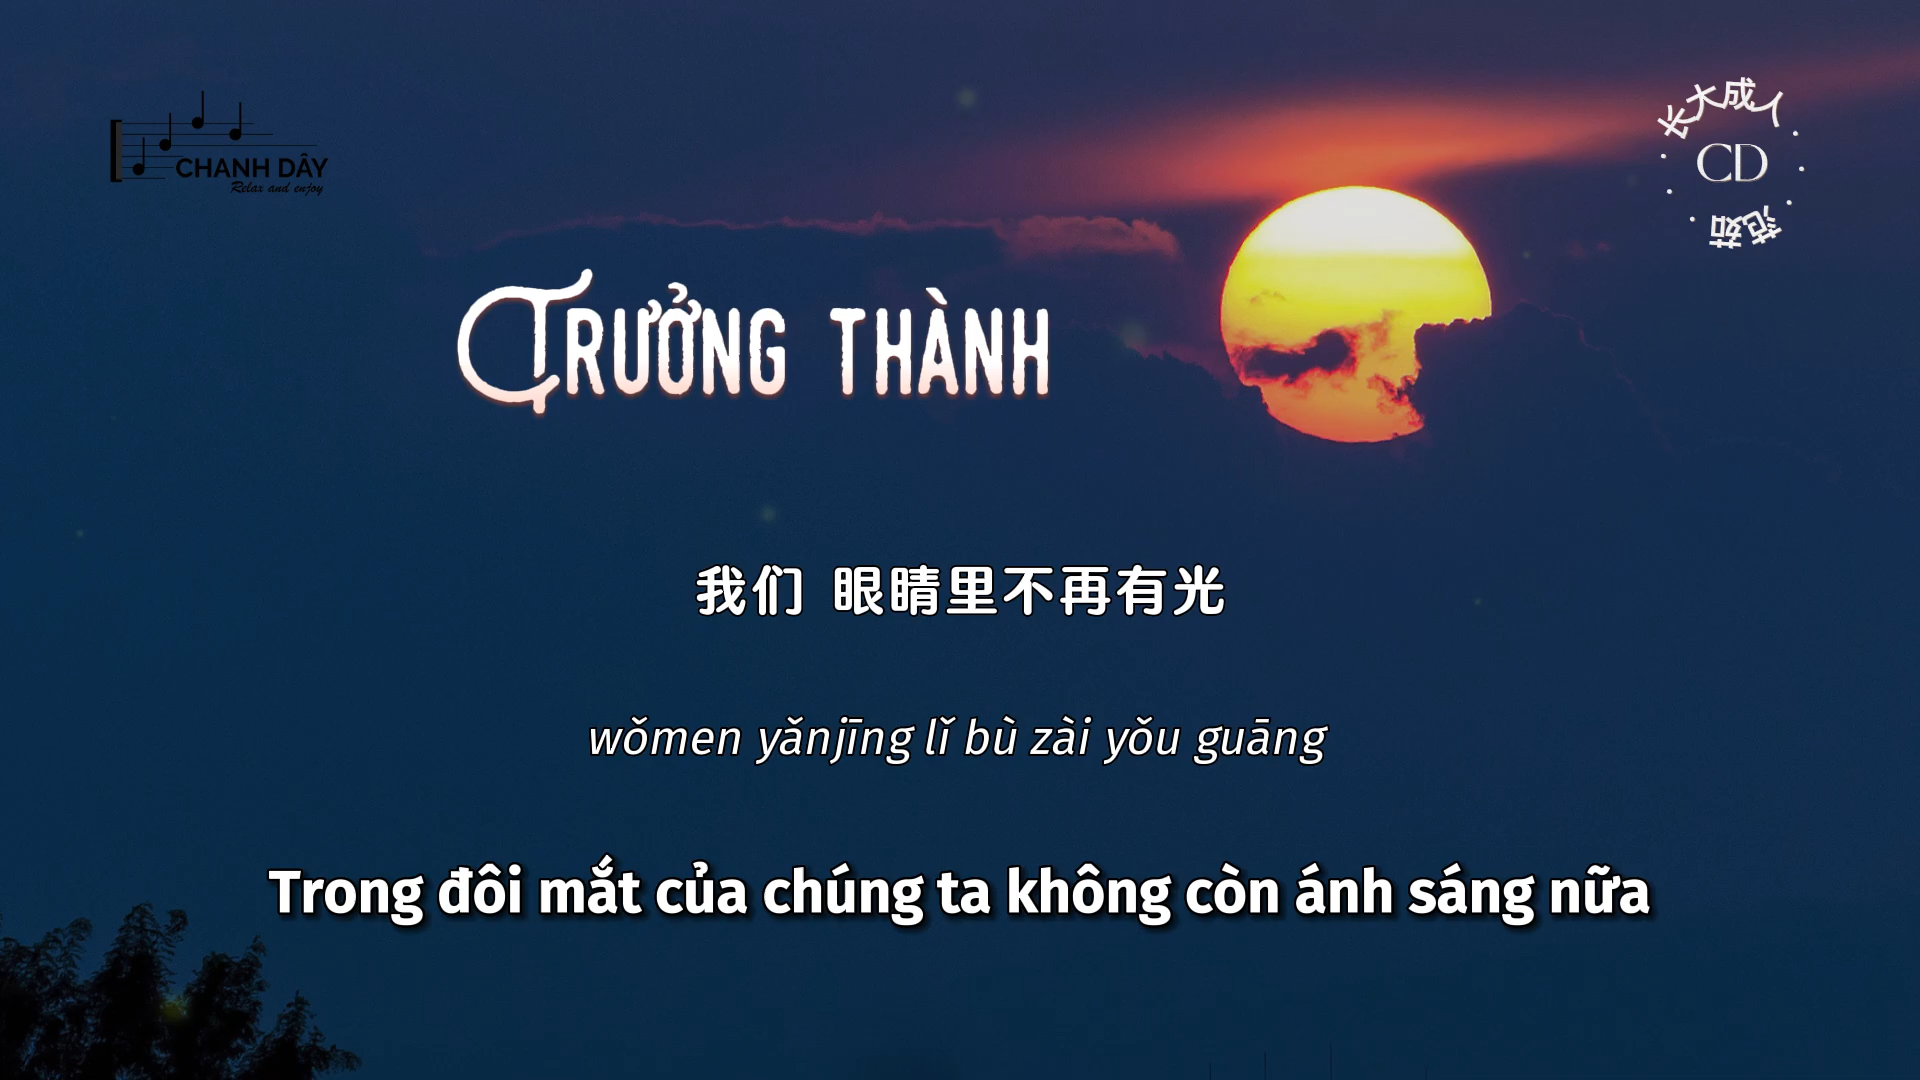 CHANH DÂY
Relax and enjoy
长大成人
CD
范茹
TRƯỞNG THÀNH
我们 眼睛里不再有光
wǒmen yǎnjīng lǐ bù zài yǒu guāng
Trong đôi mắt của chúng ta không còn ánh sáng nữa